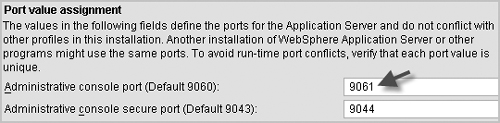 Port value assignment
The values in the following fields define the ports for the Application Server and do not conflict with
other profiles in this installation. Another installation of WebSphere Application Server or other
programs might use the same ports. To avoid run-time port conflicts, verify that each port value is
unique.
Administrative console port (Default 9060): 9061
Administrative console secure port (Default 9043): 9044